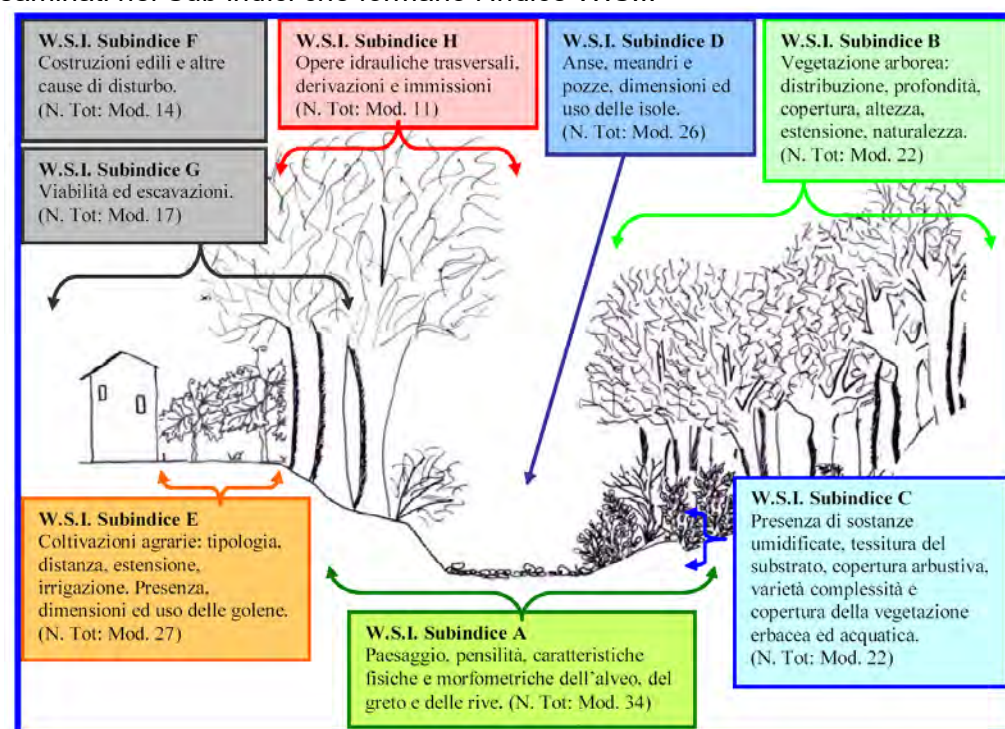 nei che formano
W.S.I. Subindice F
Costruzioni edili e altre
cause di disturbo.
(N. Tot: Mod. 14)
W.S.I. Subindice H
Opere idrauliche trasversali,
derivazioni e immissioni
(N. Tot: Mod. 11)
W.S.I. Subindice D
Anse, meandri e
pozze, dimensioni ed
uso delle isole.
(N. Tot: Mod. 26)
W.S.I. Subindice B
Vegetazione arborea:
distribuzione, profondità,
copertura, altezza,
estensione, naturalezza.
(N. Tot: Mod. 22)
W.S.I. Subindice G
Viabilità ed escavazioni.
(N. Tot: Mod. 17)
W.S.I. Subindice E
Coltivazioni agrarie: tipologia,
distanza, estensione,
irrigazione. Presenza,
dimensioni ed uso delle golene.
(N. Tot: Mod. 27)
W.S.I. Subindice C
Presenza di sostanze
umidificate, tessitura del
substrato, copertura arbustiva,
varietà complessità e
copertura della vegetazione
erbacea ed acquatica.
(N. Tot: Mod. 22)
W.S.I. Subindice A
Paesaggio, pensilità, caratteristiche
fisiche e morfometriche dell'alveo, del
greto e delle rive. (N. Tot: Mod. 34)